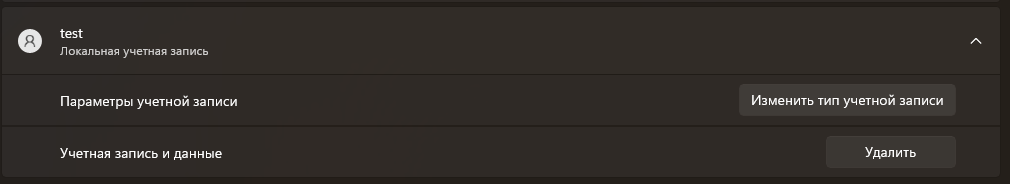 test
Локальная учетная запись
Параметры учетной записи
Изменить тип учетной записи
Учетная запись и данные
Удалить